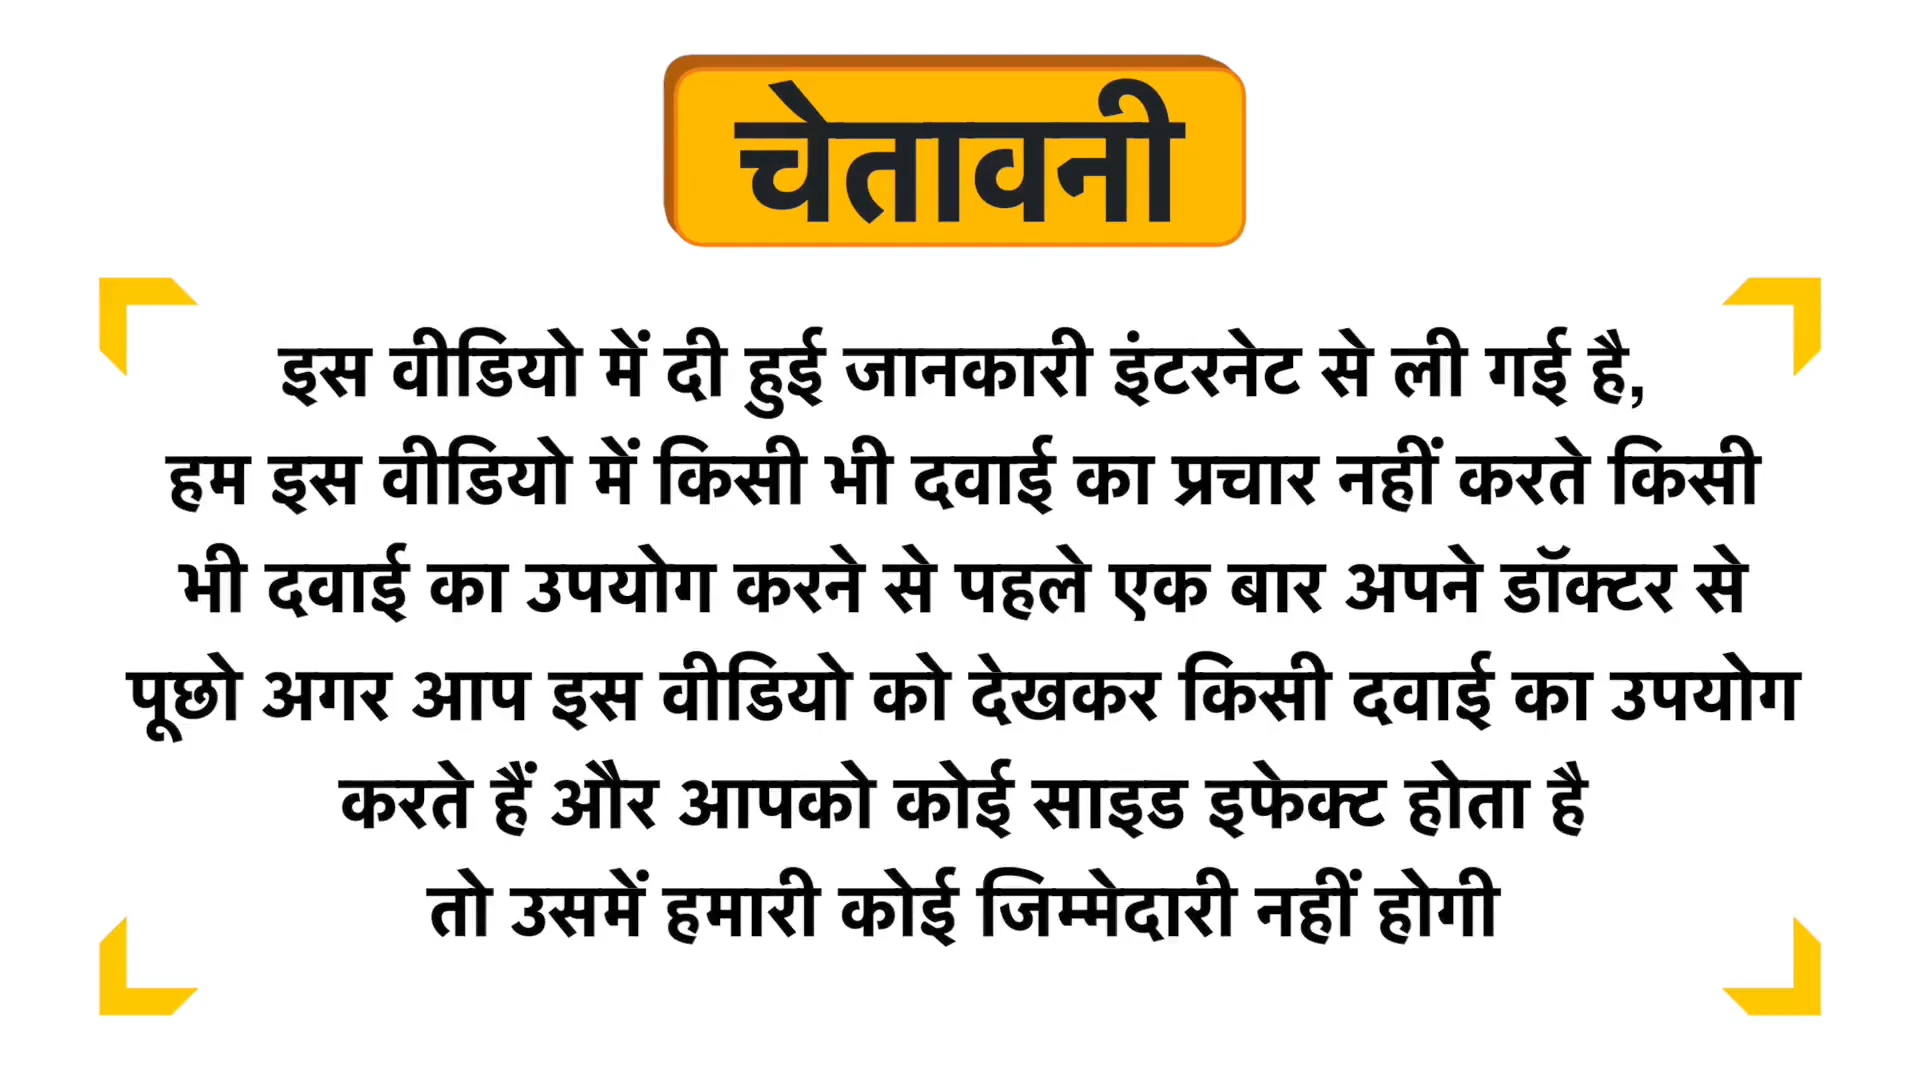 चेतावनी
इस वीडियो में दी हुई जानकारी इंटरनेट से ली गई है,
हम इस वीडियो में किसी भी दवाई का प्रचार नहीं करते किसी
भी दवाई का उपयोग करने से पहले एक बार अपने डॉक्टर से
पूछो अगर आप इस वीडियो को देखकर किसी दवाई का उपयोग
करते हैं और आपको कोई साइड इफेक्ट होता है
तो उसमें हमारी कोई जिम्मेदारी नहीं होगी